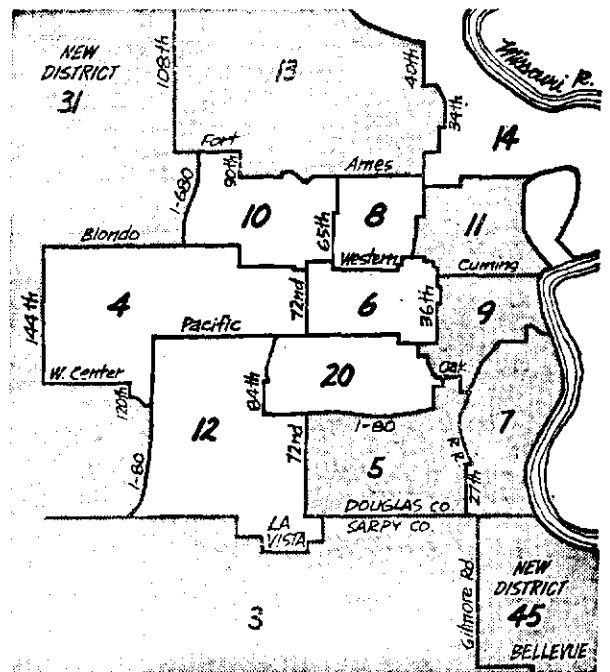 NEW
DISTRICT
31
108th
13
40th
Missouri R.
34th
14
Fort
90th
Ames
I-680
10
65th
8
11
Blondo
Western
Cuming
144th
4
72nd
6
36th
9
Pacific
W. Center
120th
84th
20
Oak
12
72nd
I-80
5
R.R.
7
27th
I-80
DOUGLAS CO.
SARPY CO.
LA
VISTA
3
Gilmore Rd
NEW
DISTRICT
45
BELLEVUE